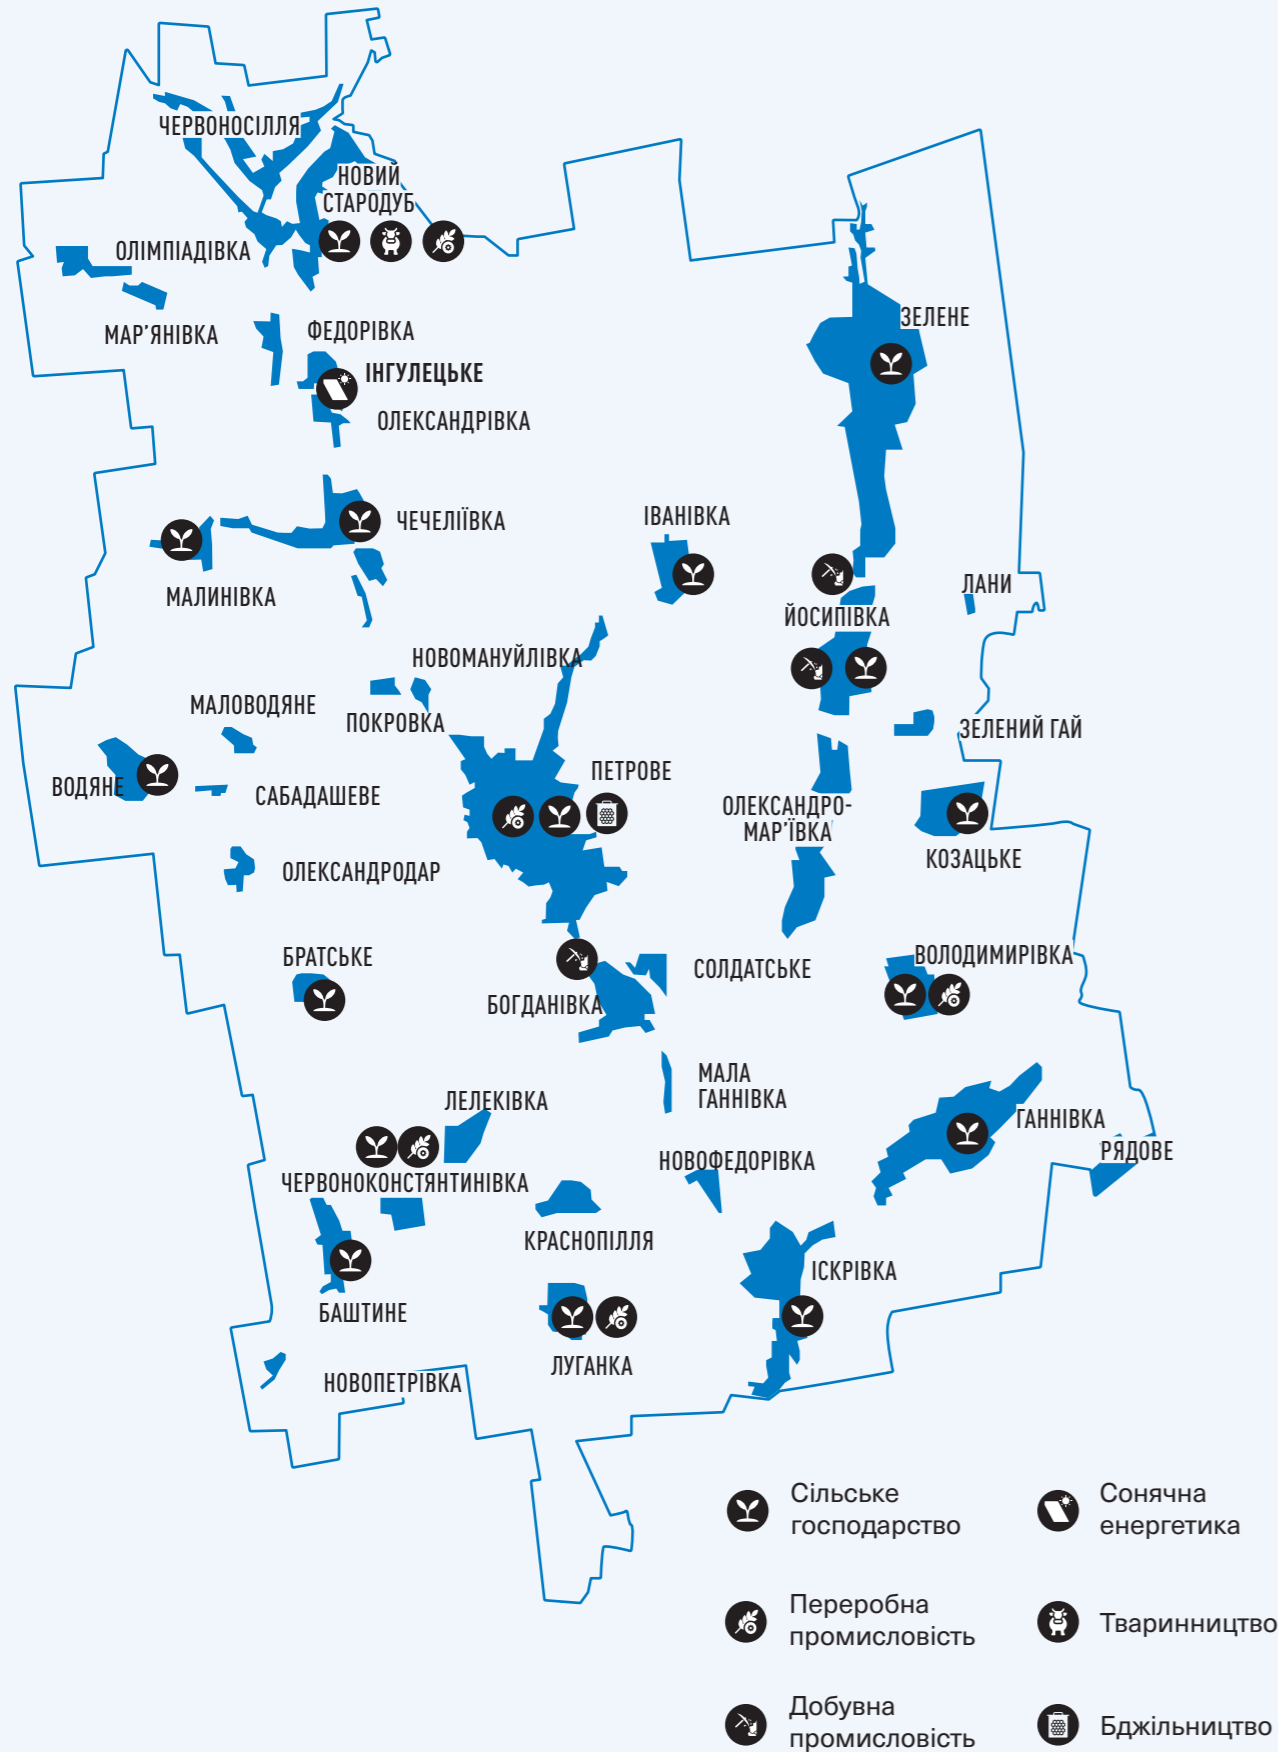 ЧЕРВОНОСІЛЛЯ
НОВИЙ
СТАРОДУБ
ОЛІМПІАДІВКА
МАР’ЯНІВКА
ФЕДОРІВКА
ЗЕЛЕНЕ
ІНГУЛЕЦЬКЕ
ОЛЕКСАНДРІВКА
ЧЕЧЕЛІЇВКА
ІВАНІВКА
МАЛИНІВКА
ЛАНИ
ЙОСИПІВКА
НОВОМАНУЙЛІВКА
МАЛОВОДЯНЕ
ПОКРОВКА
ЗЕЛЕНИЙ ГАЙ
ПЕТРОВЕ
ВОДЯНЕ
САБАДАШЕВЕ
ОЛЕКСАНДРО-
МАР’ЇВКА
КОЗАЦЬКЕ
ОЛЕКСАНДРОДАР
БРАТСЬКЕ
ВОЛОДИМИРІВКА
СОЛДАТСЬКЕ
БОГДАНІВКА
МАЛА
ГАННІВКА
ЛЕЛЕКІВКА
ГАННІВКА
РЯДОВЕ
НОВОФЕДОРІВКА
ЧЕРВОНОКОНСТЯНТИНІВКА
КРАСНОПІЛЛЯ
ІСКРІВКА
БАШТИНЕ
ЛУГАНКА
НОВОПЕТРІВКА
Сільське
господарство
Сонячна
енергетика
Переробна
промисловість
Тваринництво
Добувна
промисловість
Бджільництво